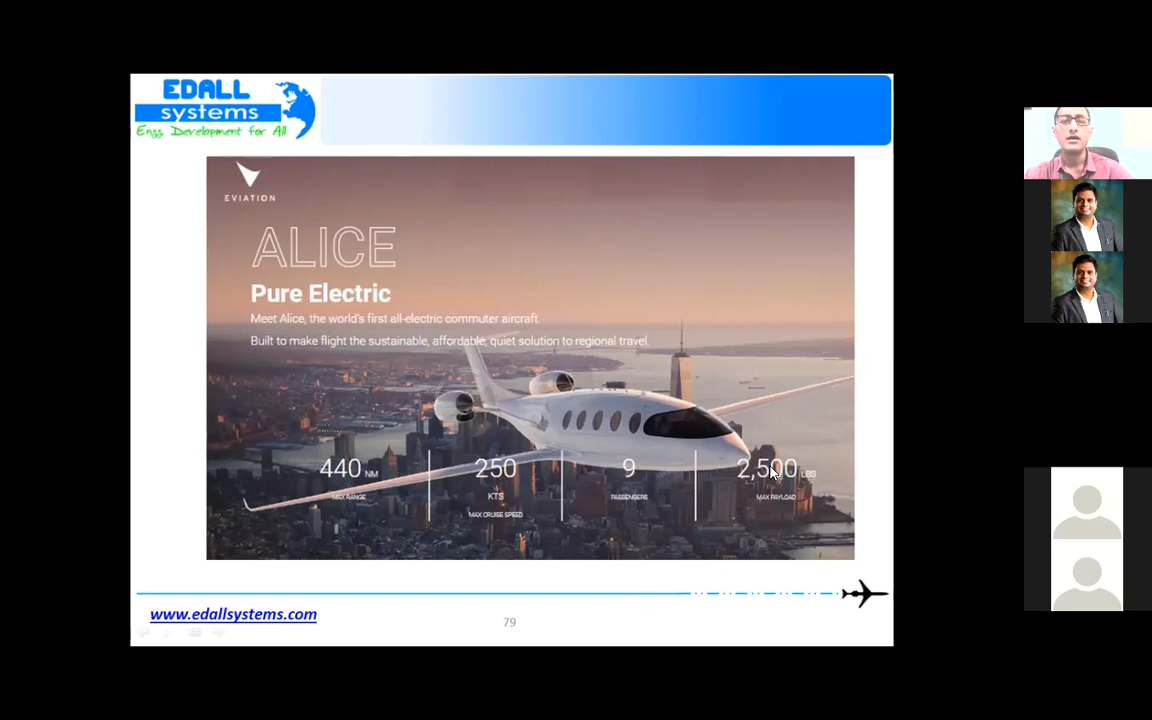 EDALL
systems
Engg. Development for All
EVIATION
ALICE
Pure Electric
Meet Alice, the world's first all-electric commuter aircraft.
Built to make flight the sustainable, affordable, quiet solution to regional travel.
440 NM
MAX RANGE
250
KTS
MAX CRUISE SPEED
9
PASSENGERS
2,500 LBS
MAX PAYLOAD
www.edallsystems.com
79